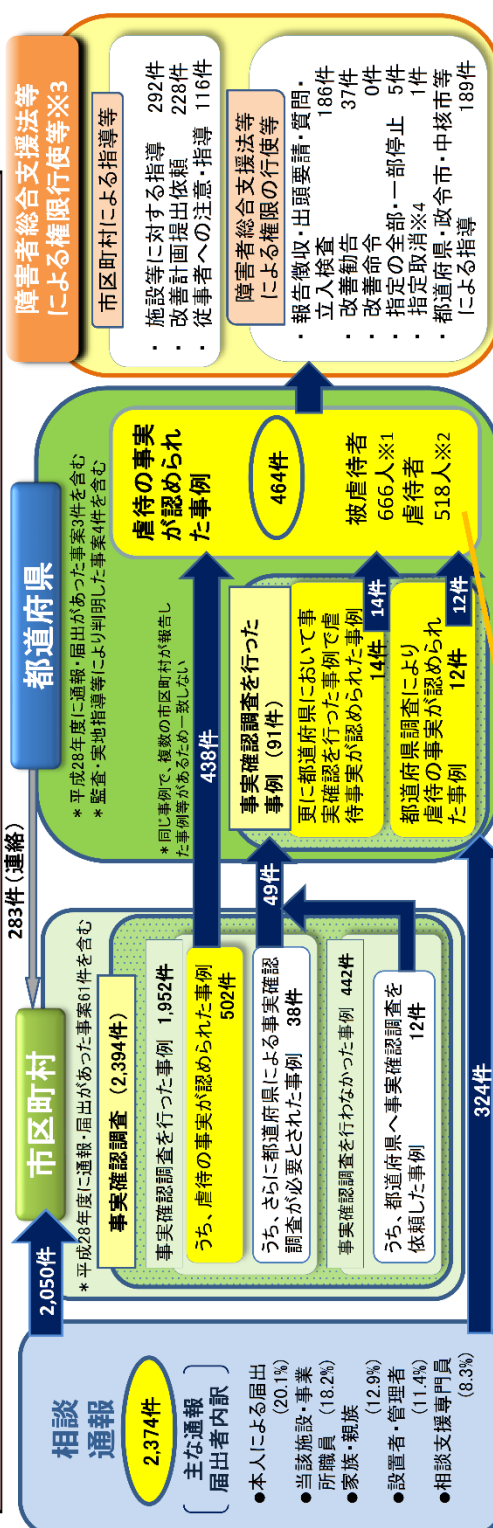 相談
通報
2,374件
主な通報
届出者内訳
●本人による届出
(20.1%)
●当該施設・事業
所職員 (18.2%)
●家族・親族
(12.9%)
●設置者・管理者
(11.4%)
●相談支援専門員
(8.3%)
2,050件
324件
市区町村
283件(連絡)
*平成28年度に通報・届出があった事案61件を含む
事実確認調査 (2,394件)
事実確認調査を行った事例 1,952件
うち、虐待の事実が認められた事例
502件
うち、さらに都道府県による事実確認
調査が必要とされた事例 38件
事実確認調査を行わなかった事例 442件
うち、都道府県へ事実確認調査を
依頼した事例 12件
都道府県
*平成28年度に通報・届出があった事案3件を含む
*監査・実地指導等により判明した事案4件を含む
*同じ事例で、複数の市区町村が報告し
た事例等があるため一致しない
438件
49件
事実確認調査を行った
事例 (91件)
更に都道府県において事
実確認を行った事例で虐
待事実が認められた事例
14件
都道府県調査により
虐待の事実が認められ
た事例 12件
14件
12件
虐待の事実
が認められ
た事例
464件
被虐待者
666人※1
虐待者
518人※2
障害者総合支援法等
による権限行使等※3
市区町村による指導等
・ 施設等に対する指導 292件
・ 改善計画提出依頼 228件
・ 従事者への注意・指導 116件
障害者総合支援法等
による権限の行使等
・ 報告徴収・出頭要請・質問・
立入検査 186件
・ 改善勧告 37件
・ 改善命令 0件
・ 指定の全部・一部停止 5件
・ 指定取消※4 1件
・ 都道府県・政令市・中核市等
による指導 189件